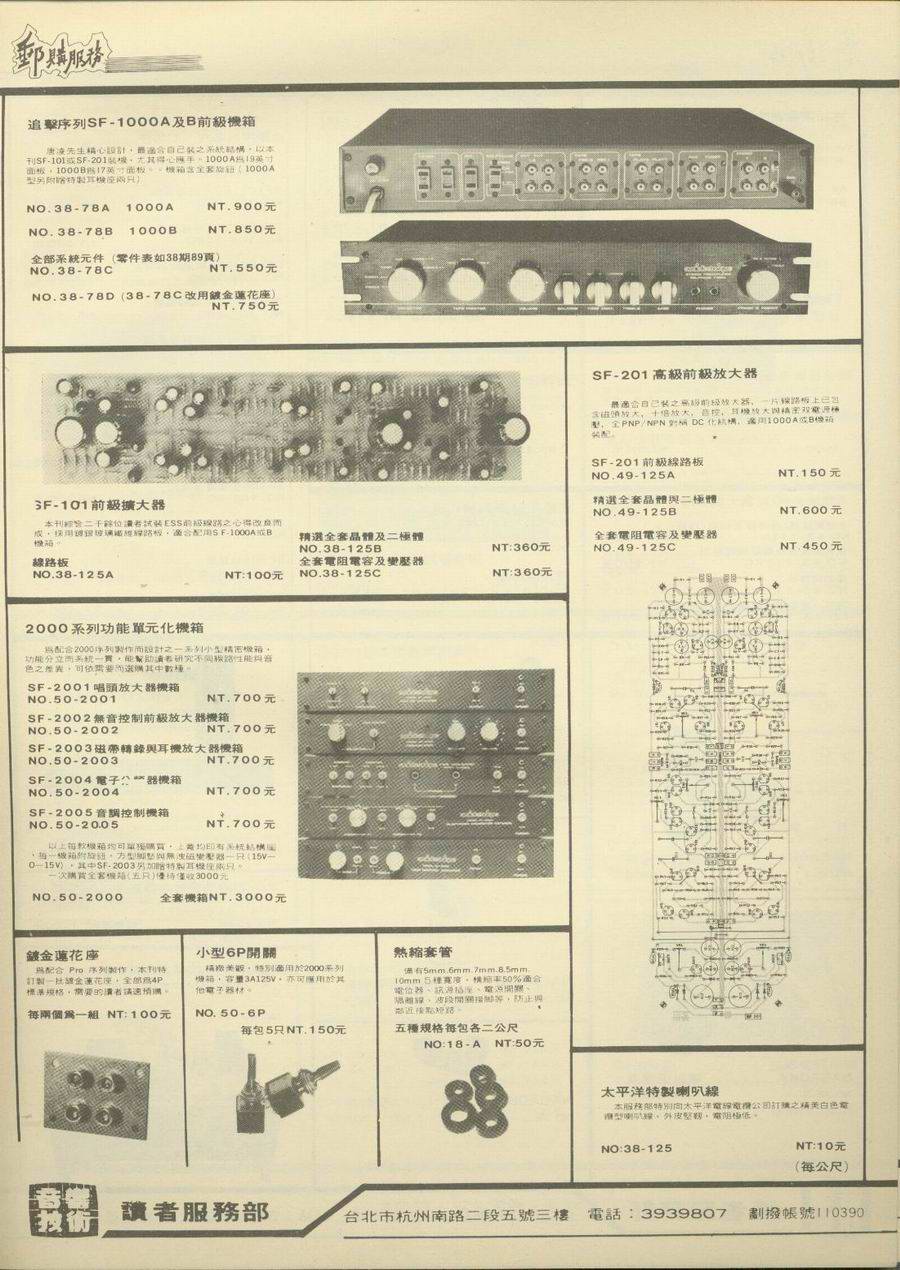 郵購服務
追擊序列SF-1000A及B前級機箱
唐凌先生精心設計，最適合自己裝之系統結構，以本
刊SF-101或SF-201裝機，尤其得心應手。1000A為19英寸
面板，1000B為17英寸面板。。機箱含全套旋鈕（1000A
型另附贈特製耳機座兩只）
NO.38-78A 1000A NT.900元
NO.38-78B 1000B NT.850元
全部系統元件（零件表如38期89頁）
NO.38-78C NT.550元
NO.38-78D（38-78C改用鍍金蓮花座）
NT.750元
SF-101前級擴大器
本刊經二千餘位讀者試裝ESS前級線路之心得改良而
成，採用鍍銀玻璃纖維線路板，適合配用SF-1000A或B
機箱。
線路板
NO.38-125A NT:100元
精選全套晶體及二極體
NO.38-125B NT:360元
全套電阻電容及變壓器
NO.38-125C NT:360元
SF-201高級前級放大器
最適合自己裝之高級前級放大器，一片線路板上已包
含磁頭放大，十倍放大，音控，耳機放大與精密双電源穩
壓，全PNP/NPN對稱DC化結構，適用1000A或B機箱
裝配。
SF-201前級線路板
NO.49-125A NT.150元
精選全套晶體與二極體
NO.49-125B NT.600元
全套電阻電容及變壓器
NO.49-125C NT.450元
2000系列功能單元化機箱
為配合2000序列製作而設計之一系列小型精密機箱，
功能分立而系統一貫，能幫助讀者研究不同線路性能與音
色之差異，可依需要而選購其中數種。
SF-2001唱頭放大器機箱
NO.50-2001 NT.700元
SF-2002無音控制前級放大器機箱
NO.50-2002 NT.700元
SF-2003磁帶轉錄與耳機放大器機箱
NO.50-2003 NT.700元
SF-2004電子分器機箱
NO.50-2004 NT.700元
SF-2005音調控制機箱
NO.50-2005 NT.700元
以上每款機箱均可單獨購買，上蓋均印有系統結構圖
，每一機箱附旋鈕，方型腳墊與無波磁變壓器一只（15V—
0—15V）。其中SF-2003另加贈特製耳機座兩只。
一次購買全套機箱（五只）優待僅收3000元
NO.50-2000 全套機箱NT.3000元
鍍金蓮花座
為配合 Pro 序列製作，本刊特
訂製一批鍍金蓮花座，全部為4P
標準規格，需要的讀者請速預購。
每兩個為一組 NT:100元
小型6P開關
精緻美觀，特別適用於2000系列
機箱，容量3A125V，亦可應用於其
他電子器材。
NO.50-6P
每包5只NT.150元
熱縮套管
備有5mm.6mm.7mm.8.5mm.
10mm五種寬度，橫縮率50%適合
電位器、訊源插座、電源開關、
隔離線、波段開關接腳等，防止與
鄰近接點短路。
五種規格每包各二公尺
NO:18-A NT:50元
太平洋特製喇叭線
本服務部特別向太平洋電線電纜公司訂購之精美白色電
纜型喇叭線，外皮堅韌，電阻極低。
NO:38-125 NT:10元
（每公尺）
音樂
技術
讀者服務部
台北市杭州南路二段五號三樓 電話：3939807 劃撥帳號110390